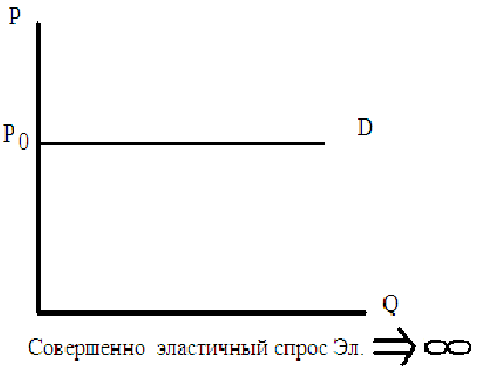 P
P0
D
Q
Совершенно эластичный спрос Эл. ⇒ ∞